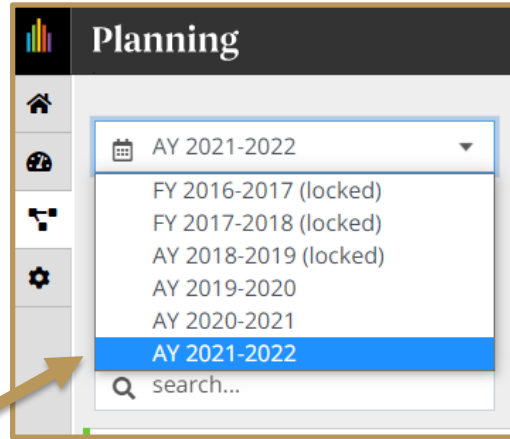 Planning
AY 2021-2022
FY 2016-2017 (locked)
FY 2017-2018 (locked)
AY 2018-2019 (locked)
AY 2019-2020
AY 2020-2021
AY 2021-2022
search...